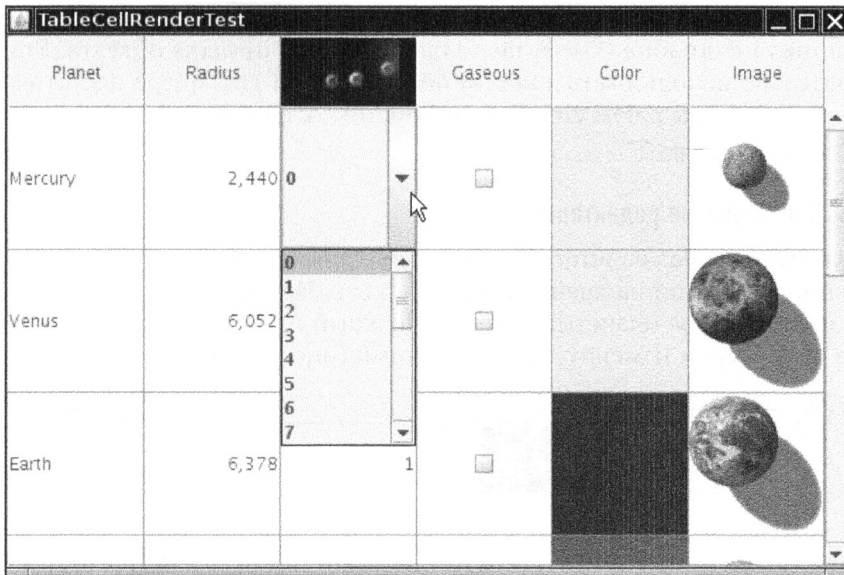 TableCellRenderTest
Planet Radius Gaseous Color Image
Mercury 2,440 0
0
1
2
Venus 6,052
3
4
5
6
7
Earth 6,378 1